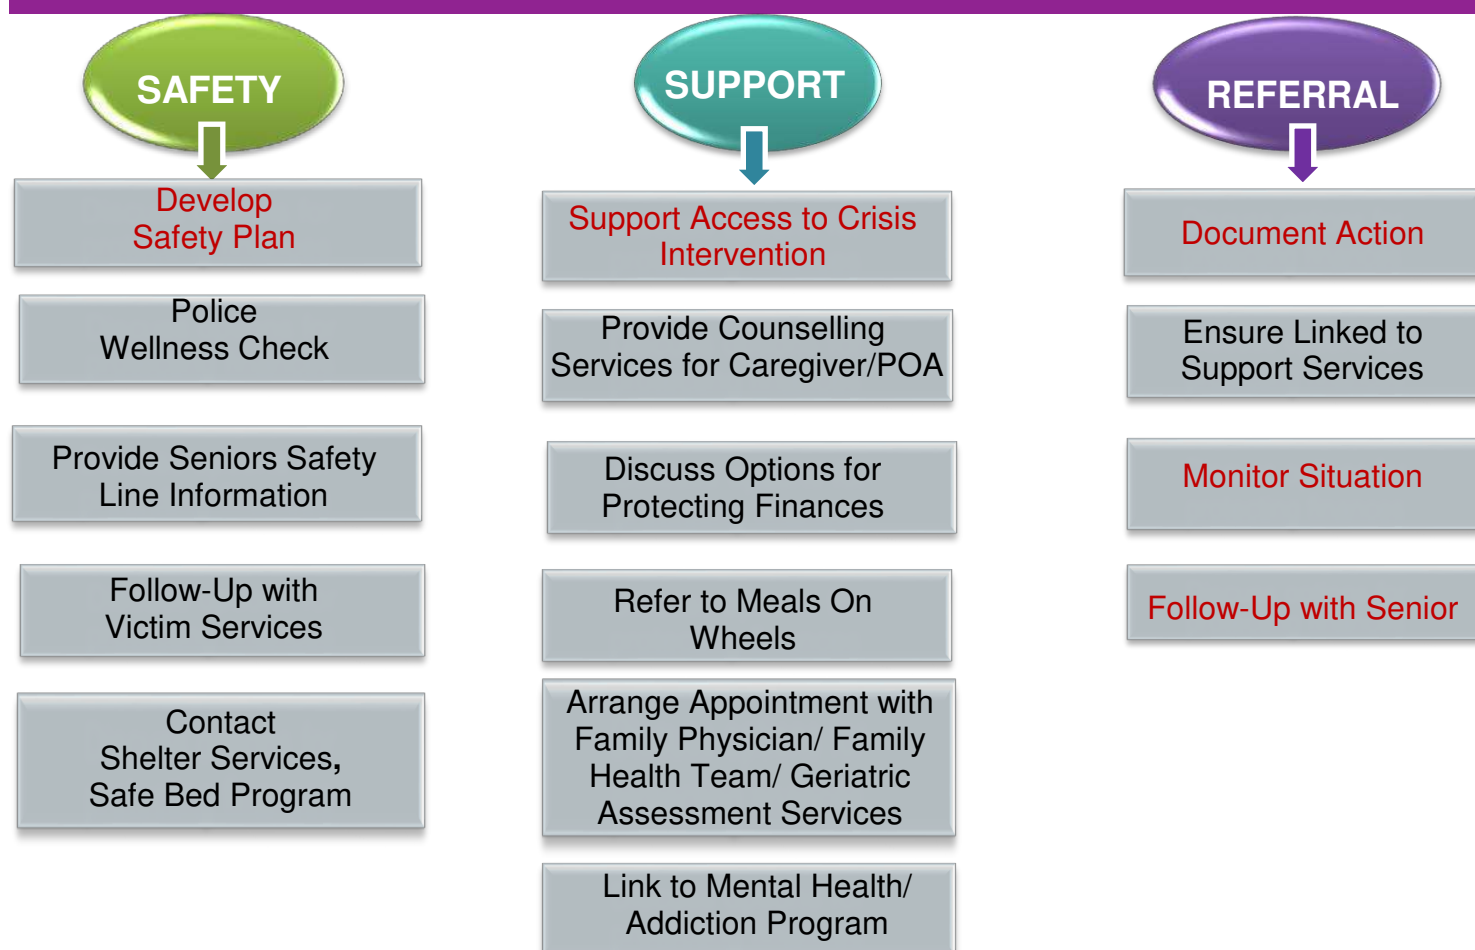 SAFETY
Develop
Safety Plan
Police
Wellness Check
Provide Seniors Safety
Line Information
Follow-Up with
Victim Services
Contact
Shelter Services,
Safe Bed Program
SUPPORT
Support Access to Crisis
Intervention
Provide Counselling
Services for Caregiver/POA
Discuss Options for
Protecting Finances
Refer to Meals On
Wheels
Arrange Appointment with
Family Physician/ Family
Health Team/ Geriatric
Assessment Services
Link to Mental Health/
Addiction Program
REFERRAL
Document Action
Ensure Linked to
Support Services
Monitor Situation
Follow-Up with Senior